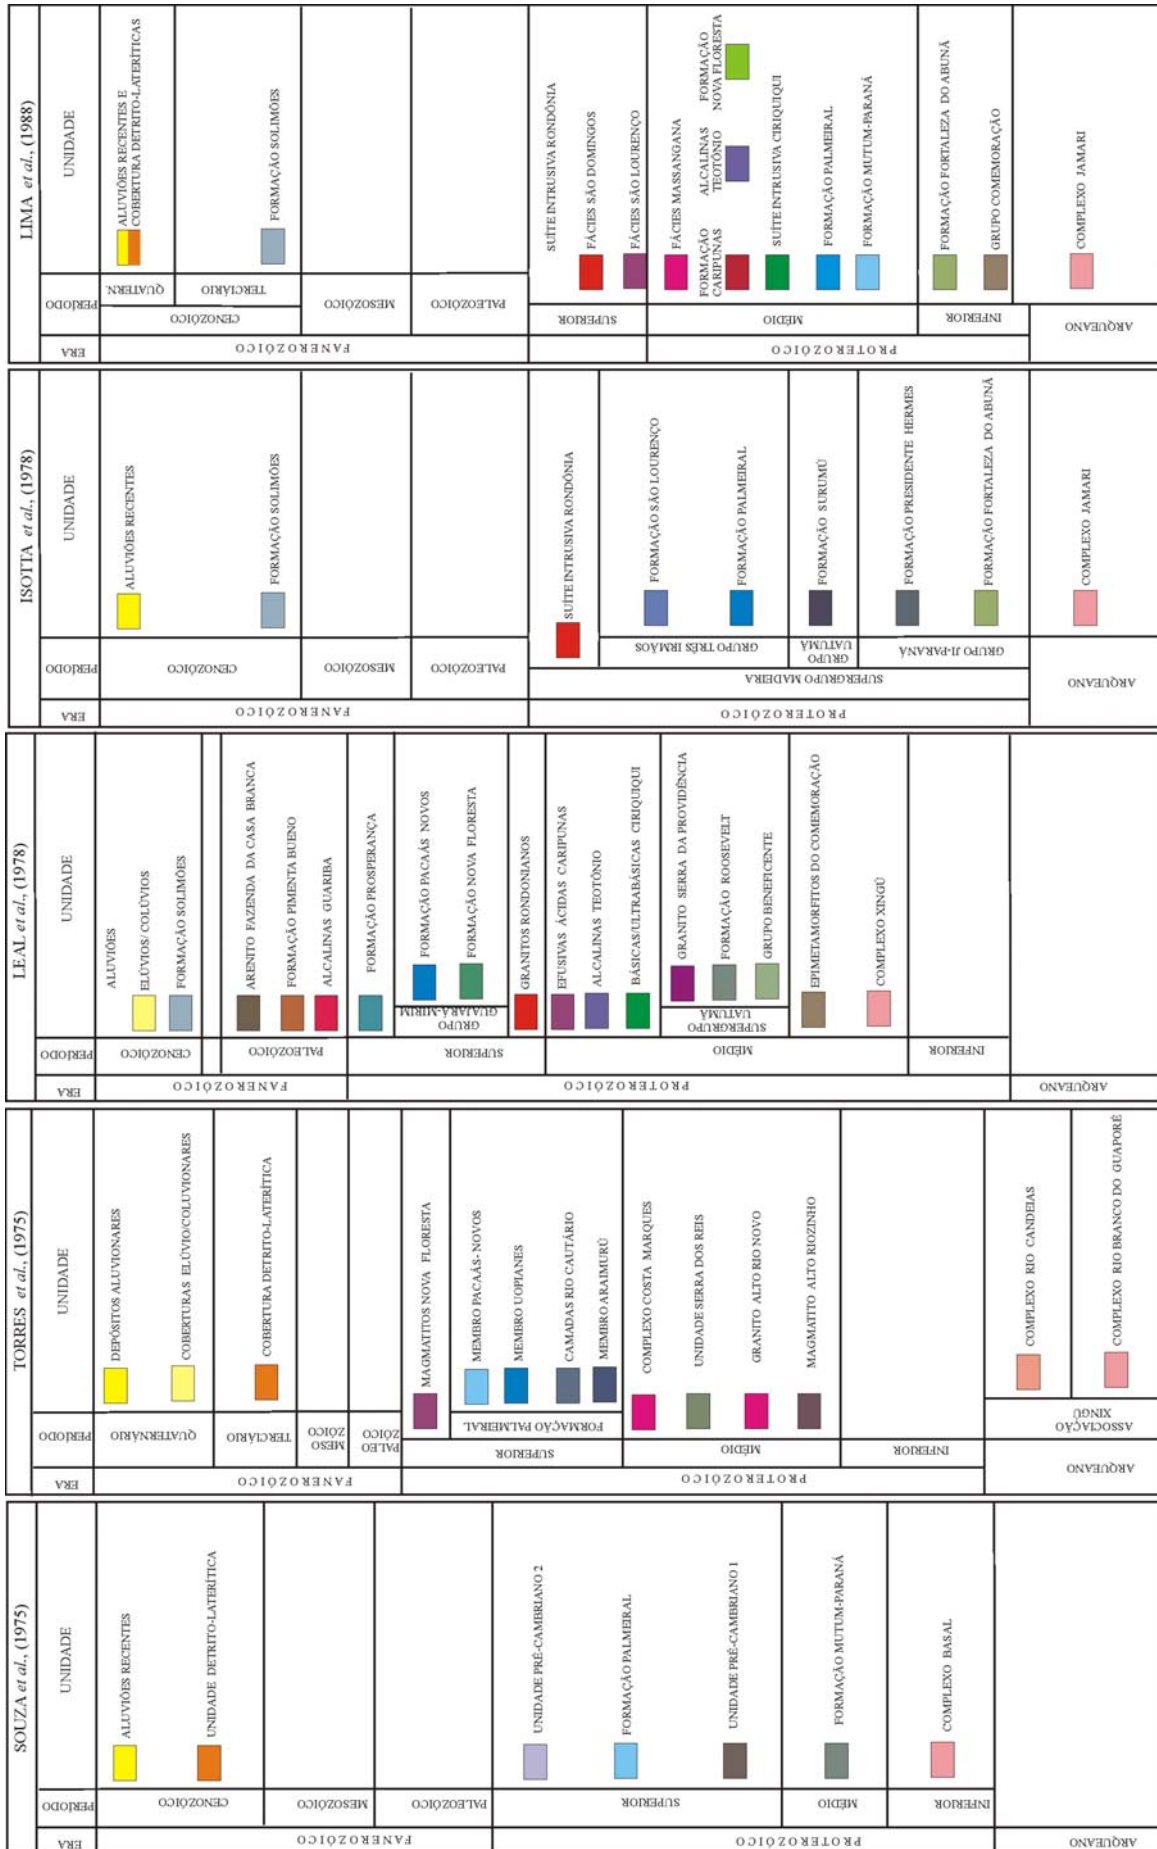 SOUZA et al., (1975)
ERA
PERÍODO
UNIDADE
FANEROZÓICO
CENOZÓICO
ALUVIÕES RECENTES
UNIDADE DETRITO-LATERÍTICA
MESOZÓICO
PALEOZÓICO
PROTEROZÓICO
SUPERIOR
UNIDADE PRÉ-CAMBRIANO 2
FORMAÇÃO PALMEIRAL
UNIDADE PRÉ-CAMBRIANO 1
MÉDIO
FORMAÇÃO MUTUM-PARANÁ
INFERIOR
COMPLEXO BASAL
ARQUEANO
TORRES et al., (1975)
ERA
PERÍODO
UNIDADE
FANEROZÓICO
QUATERNÁRIO
DEPÓSITOS ALUVIONARES
COBERTURAS ELÚVIO/COLUVIONARES
TERCIÁRIO
COBERTURA DETRITO-LATERÍTICA
MESO
ZÓICO
PALEO
ZÓICO
PROTEROZÓICO
SUPERIOR
MAGMATITOS NOVA FLORESTA
FORMAÇÃO PALMEIRAL
MEMBRO PACAÁS- NOVOS
MEMBRO UOPIANES
CAMADAS RIO CAUTÁRIO
MEMBRO ARAIMURÚ
MÉDIO
COMPLEXO COSTA MARQUES
UNIDADE SERRA DOS REIS
GRANITO ALTO RIO NOVO
MAGMATITO ALTO RIOZINHO
INFERIOR
ARQUEANO
ASSOCIAÇÃO
XINGÚ
COMPLEXO RIO CANDEIAS
COMPLEXO RIO BRANCO DO GUAPORÉ
LEAL et al., (1978)
ERA
PERÍODO
UNIDADE
FANEROZÓICO
CENOZÓICO
ALUVIÕES
ELÚVIOS/ COLÚVIOS
FORMAÇÃO SOLIMÕES
PALEOZÓICO
ARENITO FAZENDA DA CASA BRANCA
FORMAÇÃO PIMENTA BUENO
ALCALINAS GUARIBA
PROTEROZÓICO
SUPERIOR
FORMAÇÃO PROSPERANÇA
GRUPO
GUAJARÁ-MIRIM
FORMAÇÃO PACAÁS NOVOS
FORMAÇÃO NOVA FLORESTA
GRANITOS RONDONIANOS
MÉDIO
EFUSIVAS ÁCIDAS CARIPUNAS
ALCALINAS TEOTÔNIO
BÁSICAS/ULTRABÁSICAS CIRIQUIQUI
SUPERGRUPO
UATUMÃ
GRANITO SERRA DA PROVIDÊNCIA
FORMAÇÃO ROOSEVELT
GRUPO BENEFICENTE
EPIMETAMORFITOS DO COMEMORAÇÃO
COMPLEXO XINGÚ
INFERIOR
ARQUEANO
ISOTTA et al., (1978)
ERA
PERÍODO
UNIDADE
FANEROZÓICO
CENOZÓICO
ALUVIÕES RECENTES
FORMAÇÃO SOLIMÕES
MESOZÓICO
PALEOZÓICO
PROTEROZÓICO
SUPERGRUPO MADEIRA
SUÍTE INTRUSIVA RONDÔNIA
GRUPO TRÊS IRMÃOS
FORMAÇÃO SÃO LOURENÇO
FORMAÇÃO PALMEIRAL
GRUPO
UATUMÃ
FORMAÇÃO SURUMÚ
GRUPO JI-PARANÁ
FORMAÇÃO PRESIDENTE HERMES
FORMAÇÃO FORTALEZA DO ABUNÃ
ARQUEANO
COMPLEXO JAMARI
LIMA et al., (1988)
ERA
PERÍODO
UNIDADE
FANEROZÓICO
CENOZÓICO
QUATERN.
ALUVIÕES RECENTES E
COBERTURA DETRITO-LATERÍTICAS
TERCIÁRIO
FORMAÇÃO SOLIMÕES
MESOZÓICO
PALEOZÓICO
PROTEROZÓICO
SUPERIOR
SUÍTE INTRUSIVA RONDÔNIA
FÁCIES SÃO DOMINGOS
FÁCIES SÃO LOURENÇO
MÉDIO
FÁCIES MASSANGANA
FORMAÇÃO
CARIPUNAS
ALCALINAS
TEOTÔNIO
FORMAÇÃO
NOVA FLORESTA
SUÍTE INTRUSIVA CIRIQUIQUI
FORMAÇÃO PALMEIRAL
FORMAÇÃO MUTUM-PARANÁ
INFERIOR
FORMAÇÃO FORTALEZA DO ABUNÃ
GRUPO COMEMORAÇÃO
ARQUEANO
COMPLEXO JAMARI